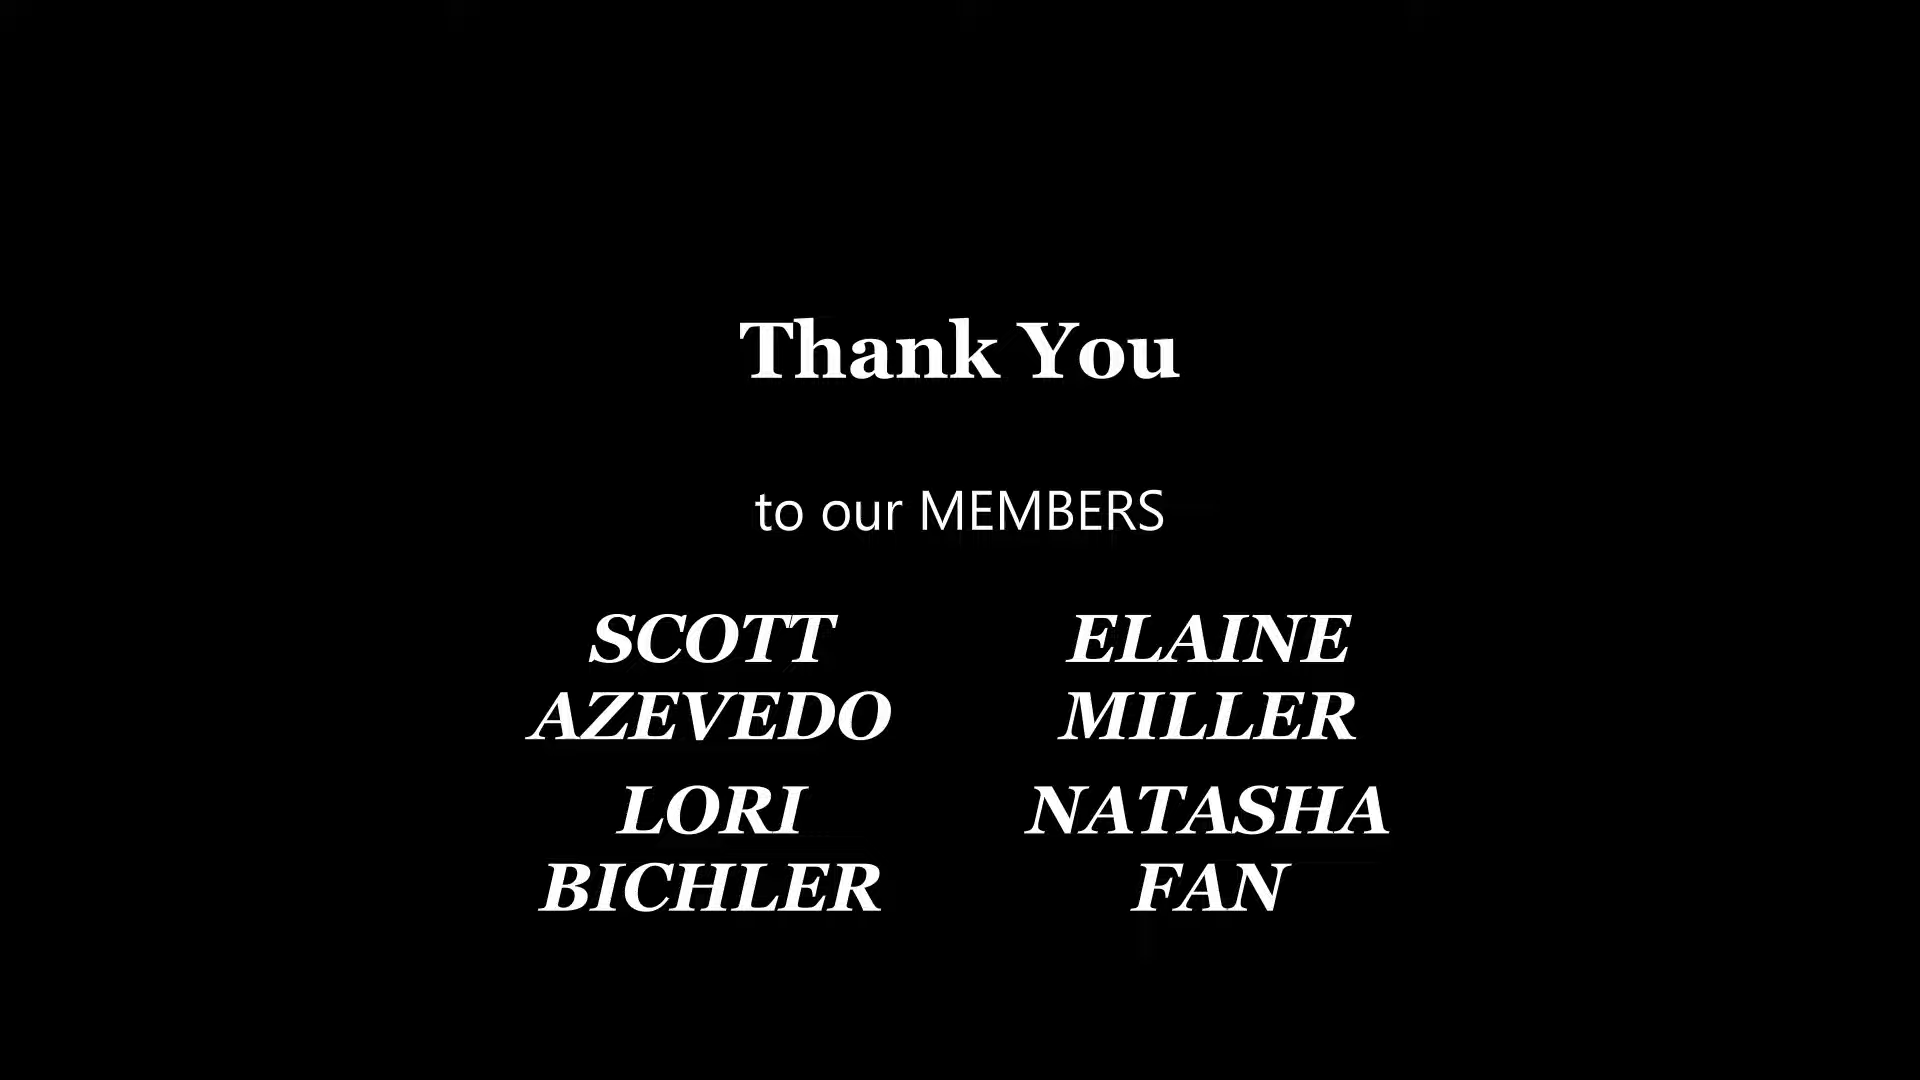 Thank You
to our MEMBERS
SCOTT
AZEVEDO
ELAINE
MILLER
LORI
BICHLER
NATASHA
FAN